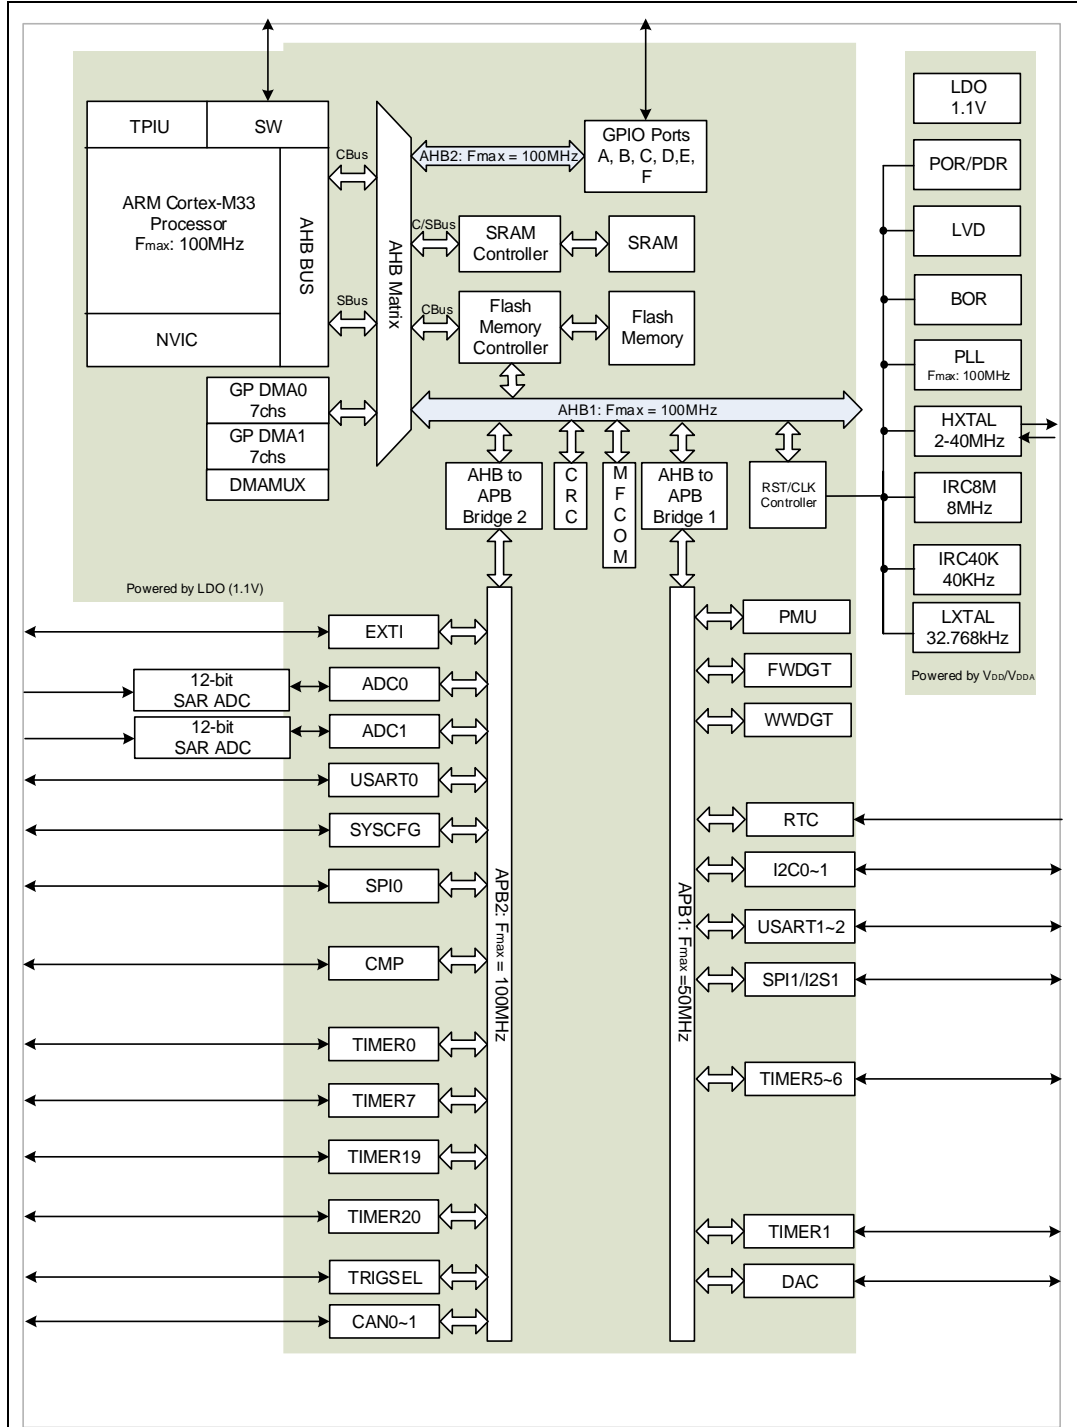 TPIU
SW
ARM Cortex-M33
Processor
Fmax: 100MHz
AHB BUS
NVIC
GP DMA0
7chs
GP DMA1
7chs
DMAMUX
CBus
SBus
AHB Matrix
AHB2: Fmax = 100MHz
GPIO Ports
A, B, C, D,E,
F
C/SBus
SRAM
Controller
SRAM
CBus
Flash
Memory
Controller
Flash
Memory
AHB1: Fmax = 100MHz
AHB to
APB
Bridge 2
CRC
MFCOM
AHB to
APB
Bridge 1
RST/CLK
Controller
LDO
1.1V
POR/PDR
LVD
BOR
PLL
Fmax: 100MHz
HXTAL
2-40MHz
IRC8M
8MHz
IRC40K
40KHz
LXTAL
32.768kHz
Powered by VDD/VDDA
Powered by LDO (1.1V)
EXTI
12-bit
SAR ADC
ADC0
12-bit
SAR ADC
ADC1
USART0
SYSCFG
SPI0
CMP
TIMER0
TIMER7
TIMER19
TIMER20
TRIGSEL
CAN0~1
APB2: Fmax = 100MHz
APB1: Fmax =50MHz
PMU
FWDGT
WWDGT
RTC
I2C0~1
USART1~2
SPI1/I2S1
TIMER5~6
TIMER1
DAC